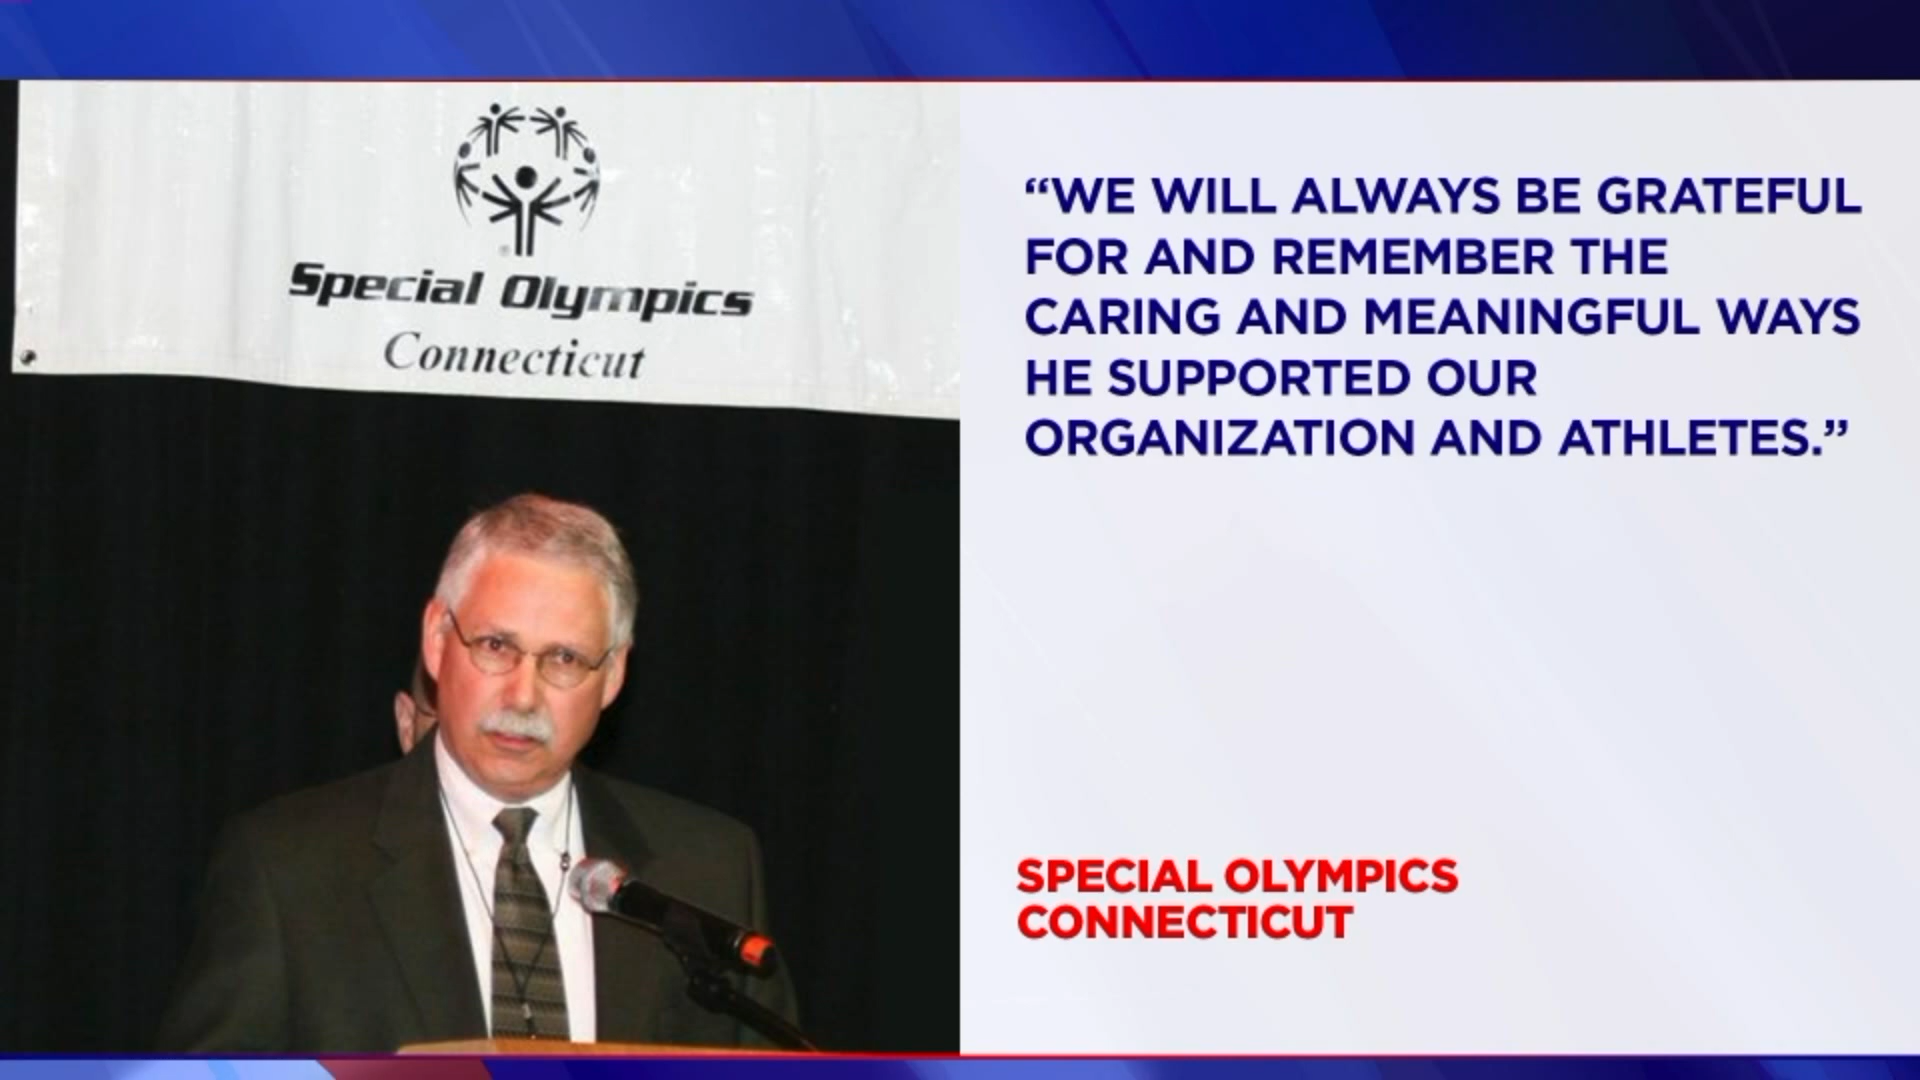 Special Olympics
Connecticut
“WE WILL ALWAYS BE GRATEFUL
FOR AND REMEMBER THE
CARING AND MEANINGFUL WAYS
HE SUPPORTED OUR
ORGANIZATION AND ATHLETES.”
SPECIAL OLYMPICS
CONNECTICUT